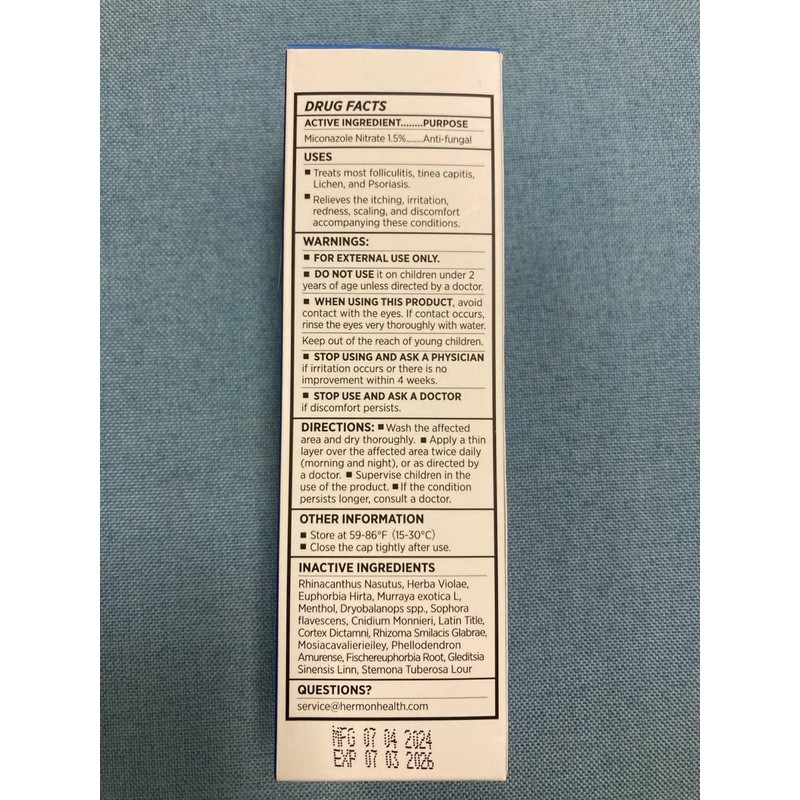 DRUG FACTS
ACTIVE INGREDIENT........PURPOSE
Miconazole Nitrate 1.5%.......Anti-fungal
USES
■ Treats most folliculitis, tinea capitis,
Lichen, and Psoriasis.
■ Relieves the itching, irritation,
redness, scaling, and discomfort
accompanying these conditions.
WARNINGS:
■ FOR EXTERNAL USE ONLY.
■ DO NOT USE it on children under 2
years of age unless directed by a doctor.
■ WHEN USING THIS PRODUCT, avoid
contact with the eyes. If contact occurs,
rinse the eyes very thoroughly with water.
Keep out of the reach of young children.
■ STOP USING AND ASK A PHYSICIAN
if irritation occurs or there is no
improvement within 4 weeks.
■ STOP USE AND ASK A DOCTOR
if discomfort persists.
DIRECTIONS: ■ Wash the affected
area and dry thoroughly. ■ Apply a thin
layer over the affected area twice daily
(morning and night), or as directed by
a doctor. ■ Supervise children in the
use of the product. ■ If the condition
persists longer, consult a doctor.
OTHER INFORMATION
■ Store at 59-86°F (15-30°C)
■ Close the cap tightly after use.
INACTIVE INGREDIENTS
Rhinacanthus Nasutus, Herba Violae,
Euphorbia Hirta, Murraya exotica L,
Menthol, Dryobalanops spp., Sophora
flavescens, Cnidium Monnieri, Latin Title,
Cortex Dictamni, Rhizoma Smilacis Glabrae,
Mosiacavalierieiley, Phellodendron
Amurense, Fischereuphorbia Root, Gleditsia
Sinensis Linn, Stemona Tuberosa Lour
QUESTIONS?
service@hermonhealth.com
MFG 07 04 2024
EXP 07 03 2026